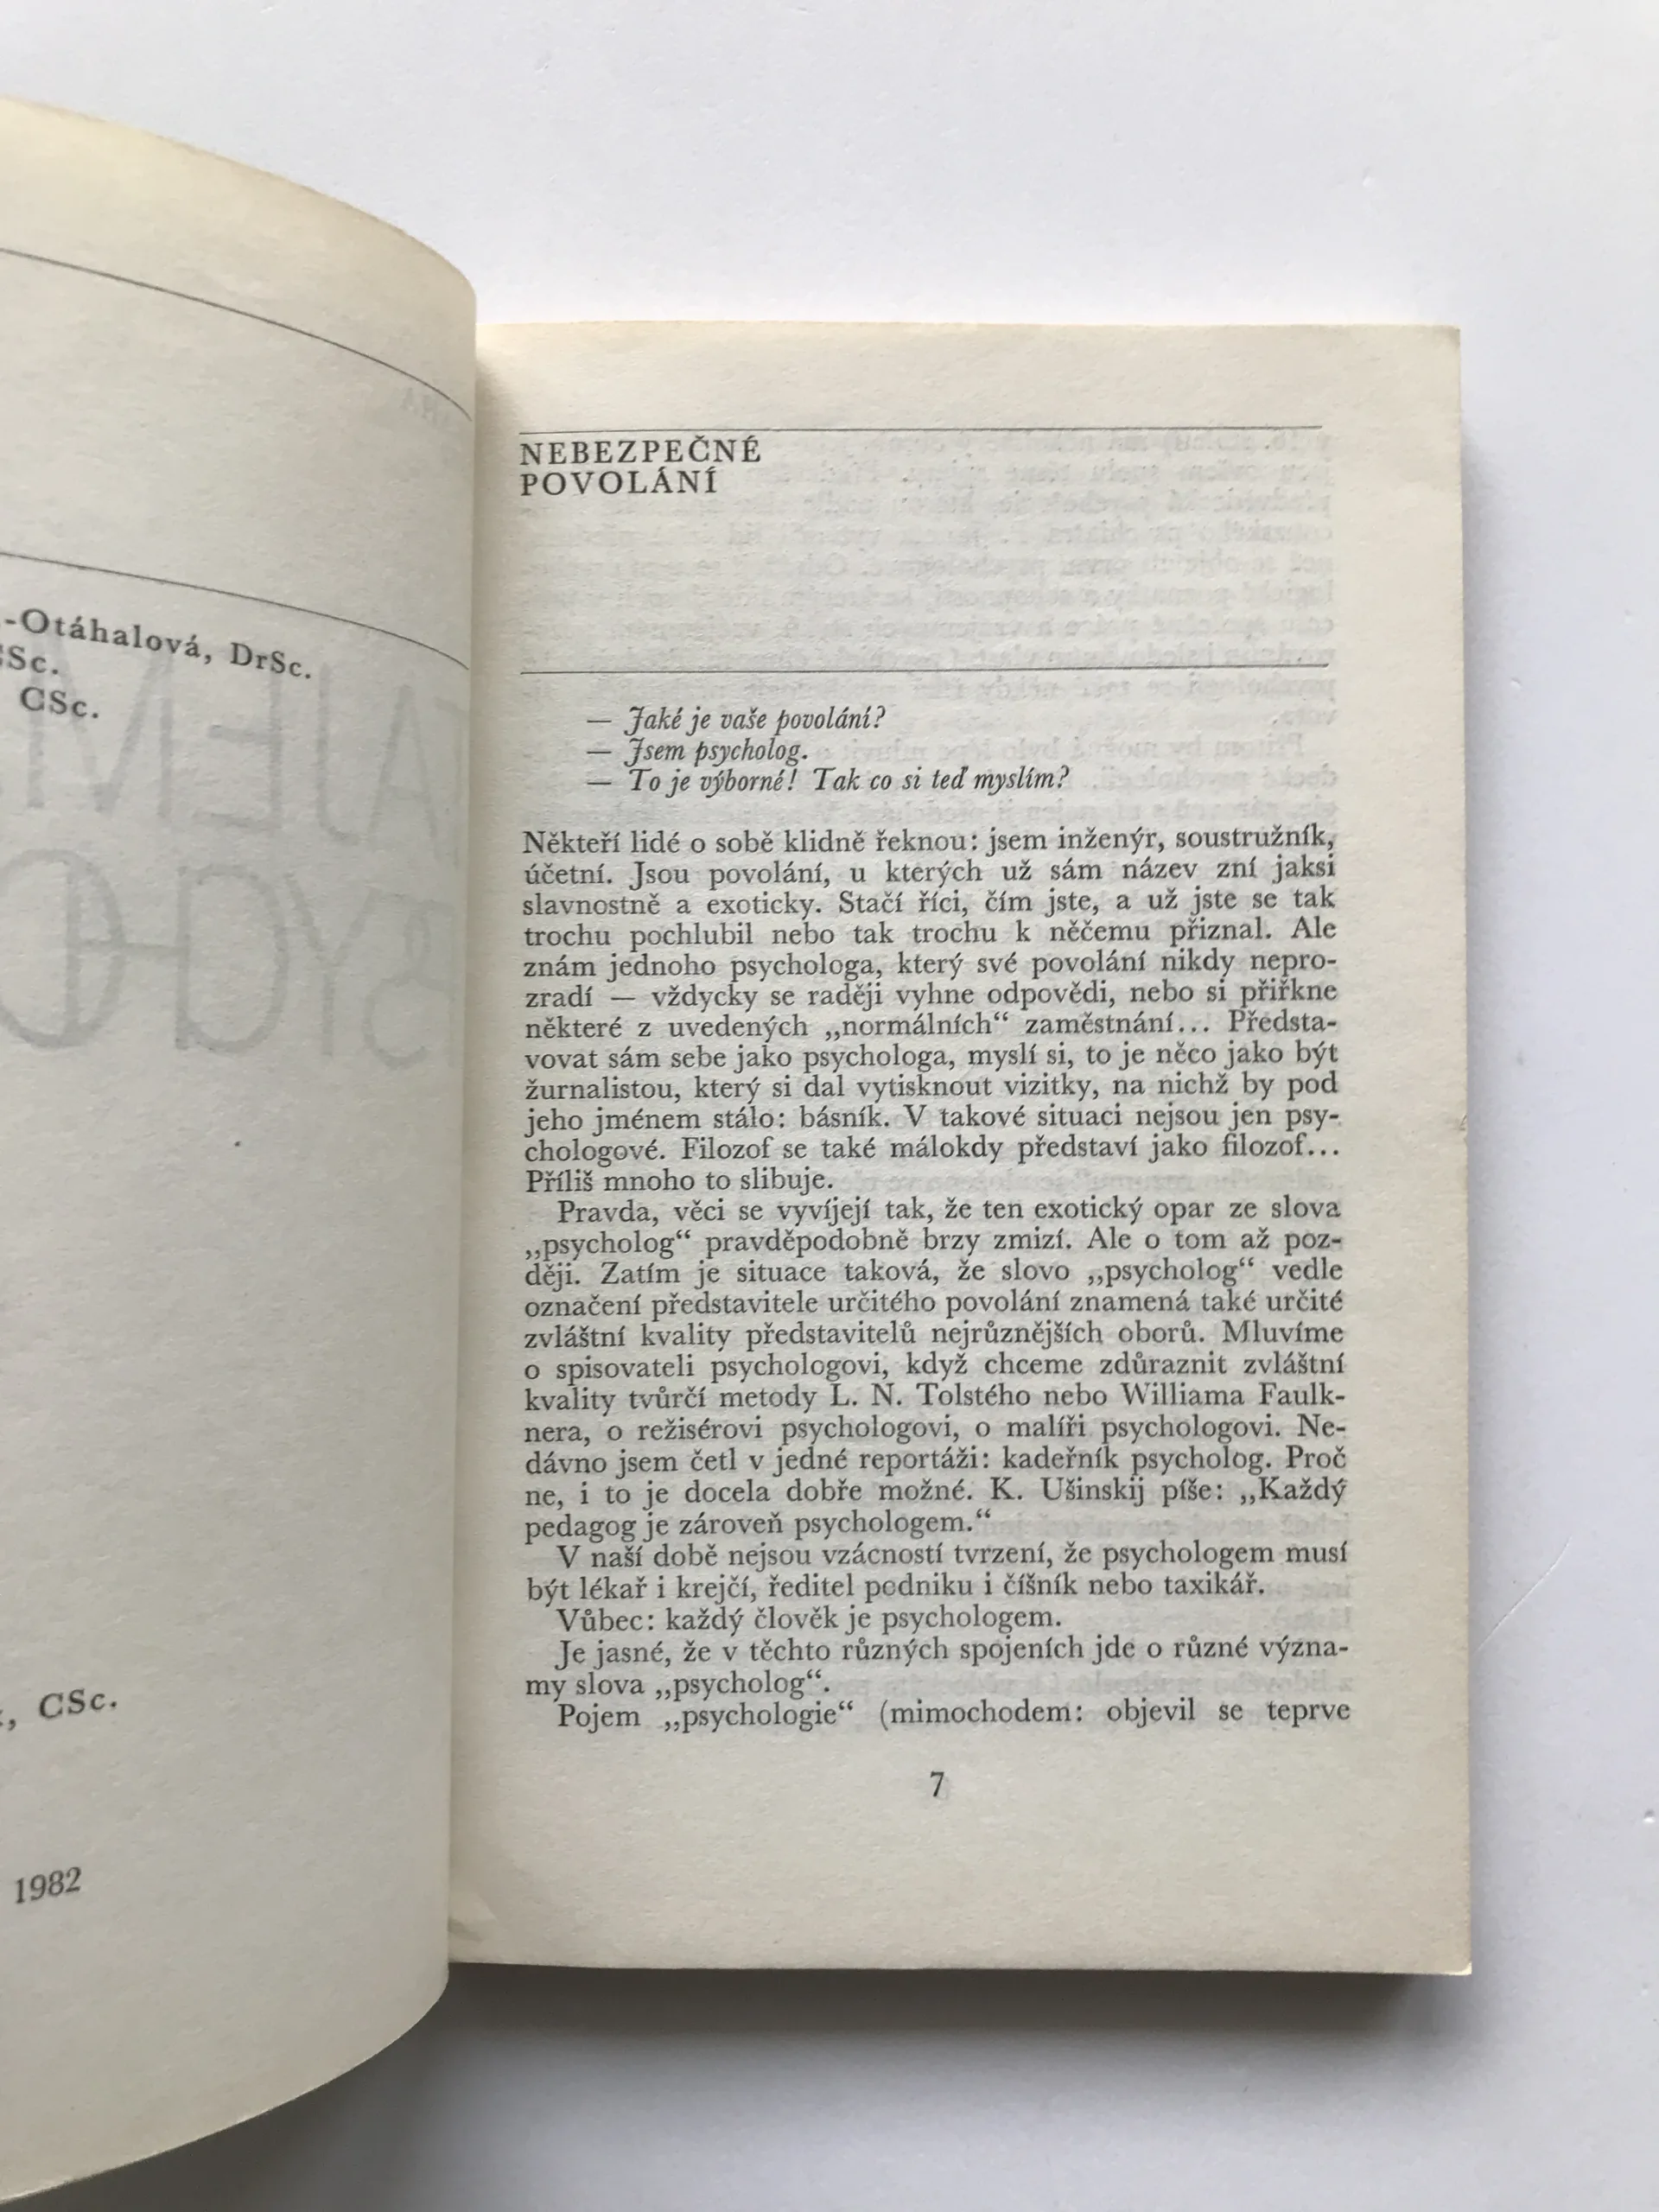 -Otáhalová, DrSc.
CSc.
CSc.
, CSc.
1982
NEBEZPEČNÉ
POVOLÁNÍ
— Jaké je vaše povolání?
— Jsem psycholog.
— To je výborné! Tak co si teď myslím?
Někteří lidé o sobě klidně řeknou: jsem inženýr, soustružník,
účetní. Jsou povolání, u kterých už sám název zní jaksi
slavnostně a exoticky. Stačí říci, čím jste, a už jste se tak
trochu pochlubil nebo tak trochu k něčemu přiznal. Ale
znám jednoho psychologa, který své povolání nikdy nepro-
zradí — vždycky se raději vyhne odpovědi, nebo si přiřkne
některé z uvedených „normálních“ zaměstnání... Předsta-
vovat sám sebe jako psychologa, myslí si, to je něco jako být
žurnalistou, který si dal vytisknout vizitky, na nichž by pod
jeho jménem stálo: básník. V takové situaci nejsou jen psy-
chologové. Filozof se také málokdy představí jako filozof...
Příliš mnoho to slibuje.
Pravda, věci se vyvíjejí tak, že ten exotický opar ze slova
„psycholog“ pravděpodobně brzy zmizí. Ale o tom až poz-
ději. Zatím je situace taková, že slovo „psycholog“ vedle
označení představitele určitého povolání znamená také určité
zvláštní kvality představitelů nejrůznějších oborů. Mluvíme
o spisovateli psychologovi, když chceme zdůraznit zvláštní
kvality tvůrčí metody L. N. Tolstého nebo Williama Faulk-
nera, o režisérovi psychologovi, o malíři psychologovi. Ne-
dávno jsem četl v jedné reportáži: kadeřník psycholog. Proč
ne, i to je docela dobře možné. K. Ušinskij píše: „Každý
pedagog je zároveň psychologem.“
V naší době nejsou vzácností tvrzení, že psychologem musí
být lékař i krejčí, ředitel podniku i číšník nebo taxikář.
Vůbec: každý člověk je psychologem.
Je jasné, že v těchto různých spojeních jde o různé význa-
my slova „psycholog“.
Pojem „psychologie“ (mimochodem: objevil se teprve
7